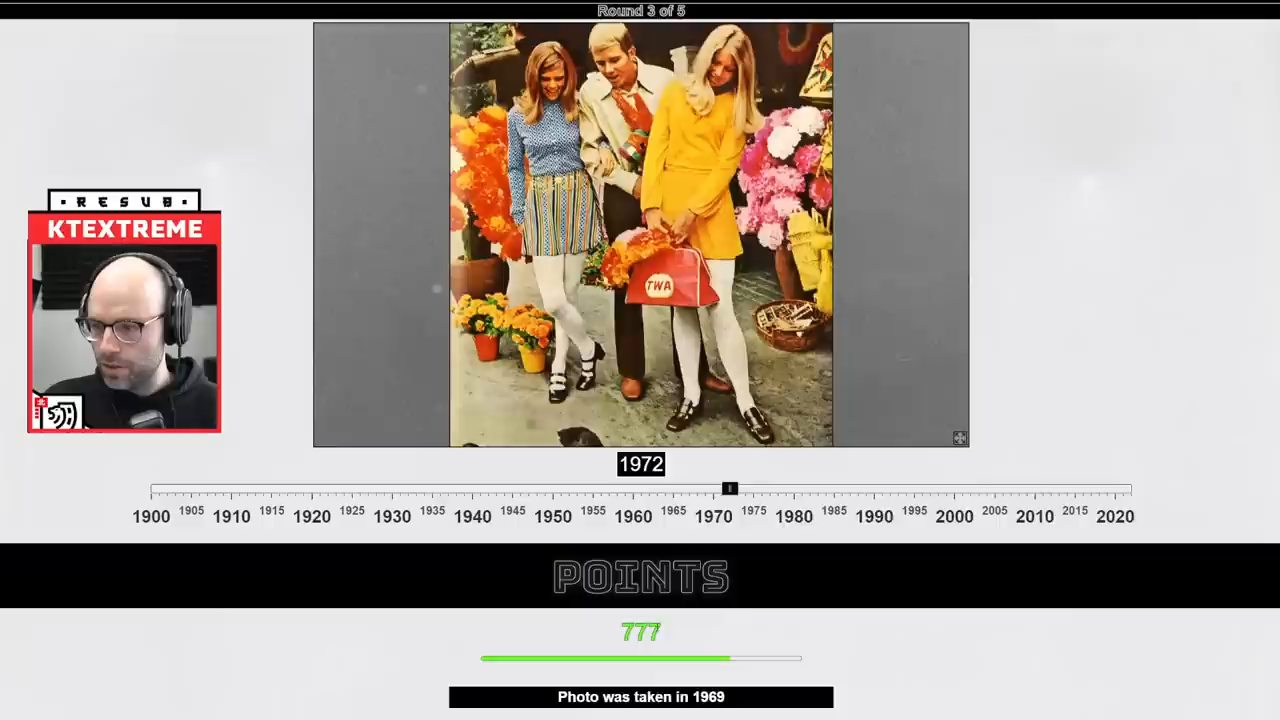 Round 3 of 5
TWA
· R E S U B ·
KTEXTREME
1972
1900 1905 1910 1915 1920 1925 1930 1935 1940 1945 1950 1955 1960 1965 1970 1975 1980 1985 1990 1995 2000 2005 2010 2015 2020
POINTS
777
Photo was taken in 1969